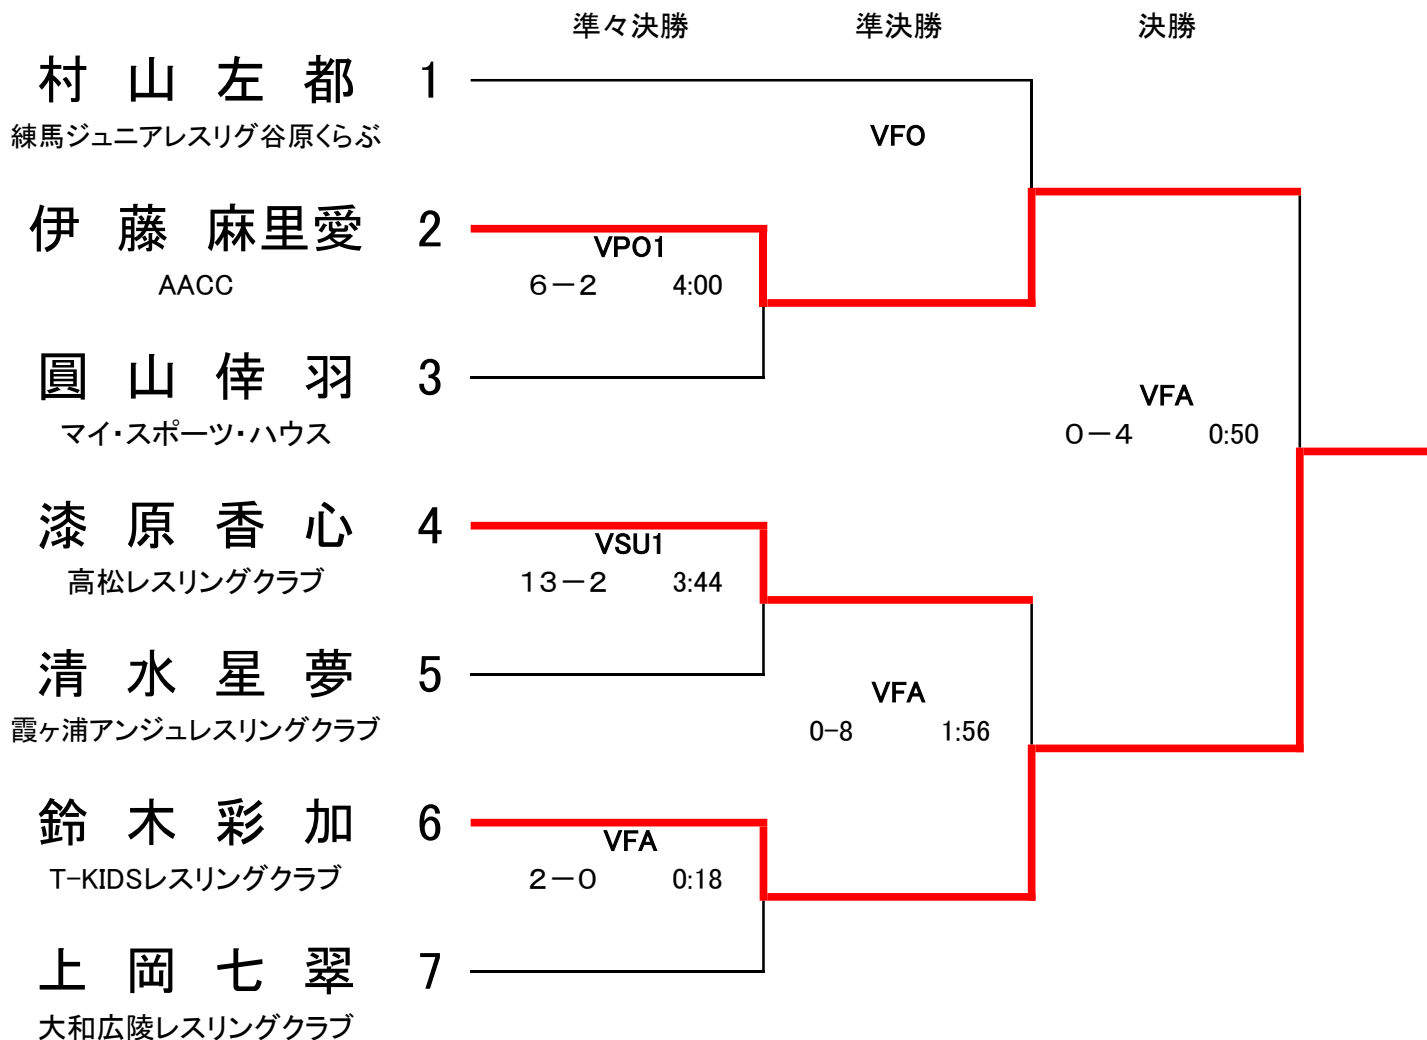 準々決勝 準決勝 決勝
村山左都 1
練馬ジュニアレスリグ谷原くらぶ
VFO
伊藤麻里愛 2
AACC
VPO1
6－2 4:00
圓山倖羽 3
マイ・スポーツ・ハウス
VFA
0－4 0:50
漆原香心 4
高松レスリングクラブ
VSU1
13－2 3:44
清水星夢 5
霞ヶ浦アンジュレスリングクラブ
VFA
0-8 1:56
鈴木彩加 6
T-KIDSレスリングクラブ
VFA
2－0 0:18
上岡七翠 7
大和広陵レスリングクラブ